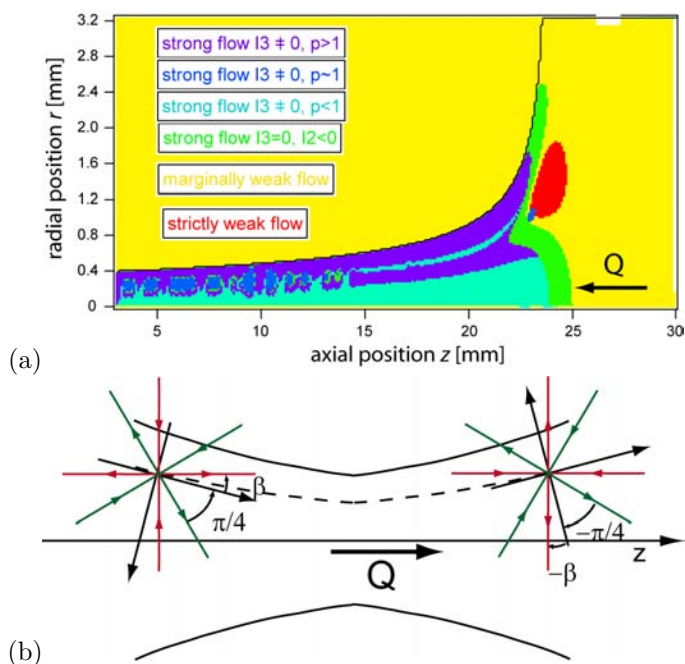 3.2
2.8
2.4
2.0
1.6
1.2
0.8
0.4
0
radial position r [mm]
strong flow I3 ǂ 0, p>1
strong flow I3 ǂ 0, p~1
strong flow I3 ǂ 0, p<1
strong flow I3=0, I2<0
marginally weak flow
strictly weak flow
Q
5 10 15 20 25 30
axial position z [mm]
(a)
β
π/4
-π/4
-β
z
Q
(b)